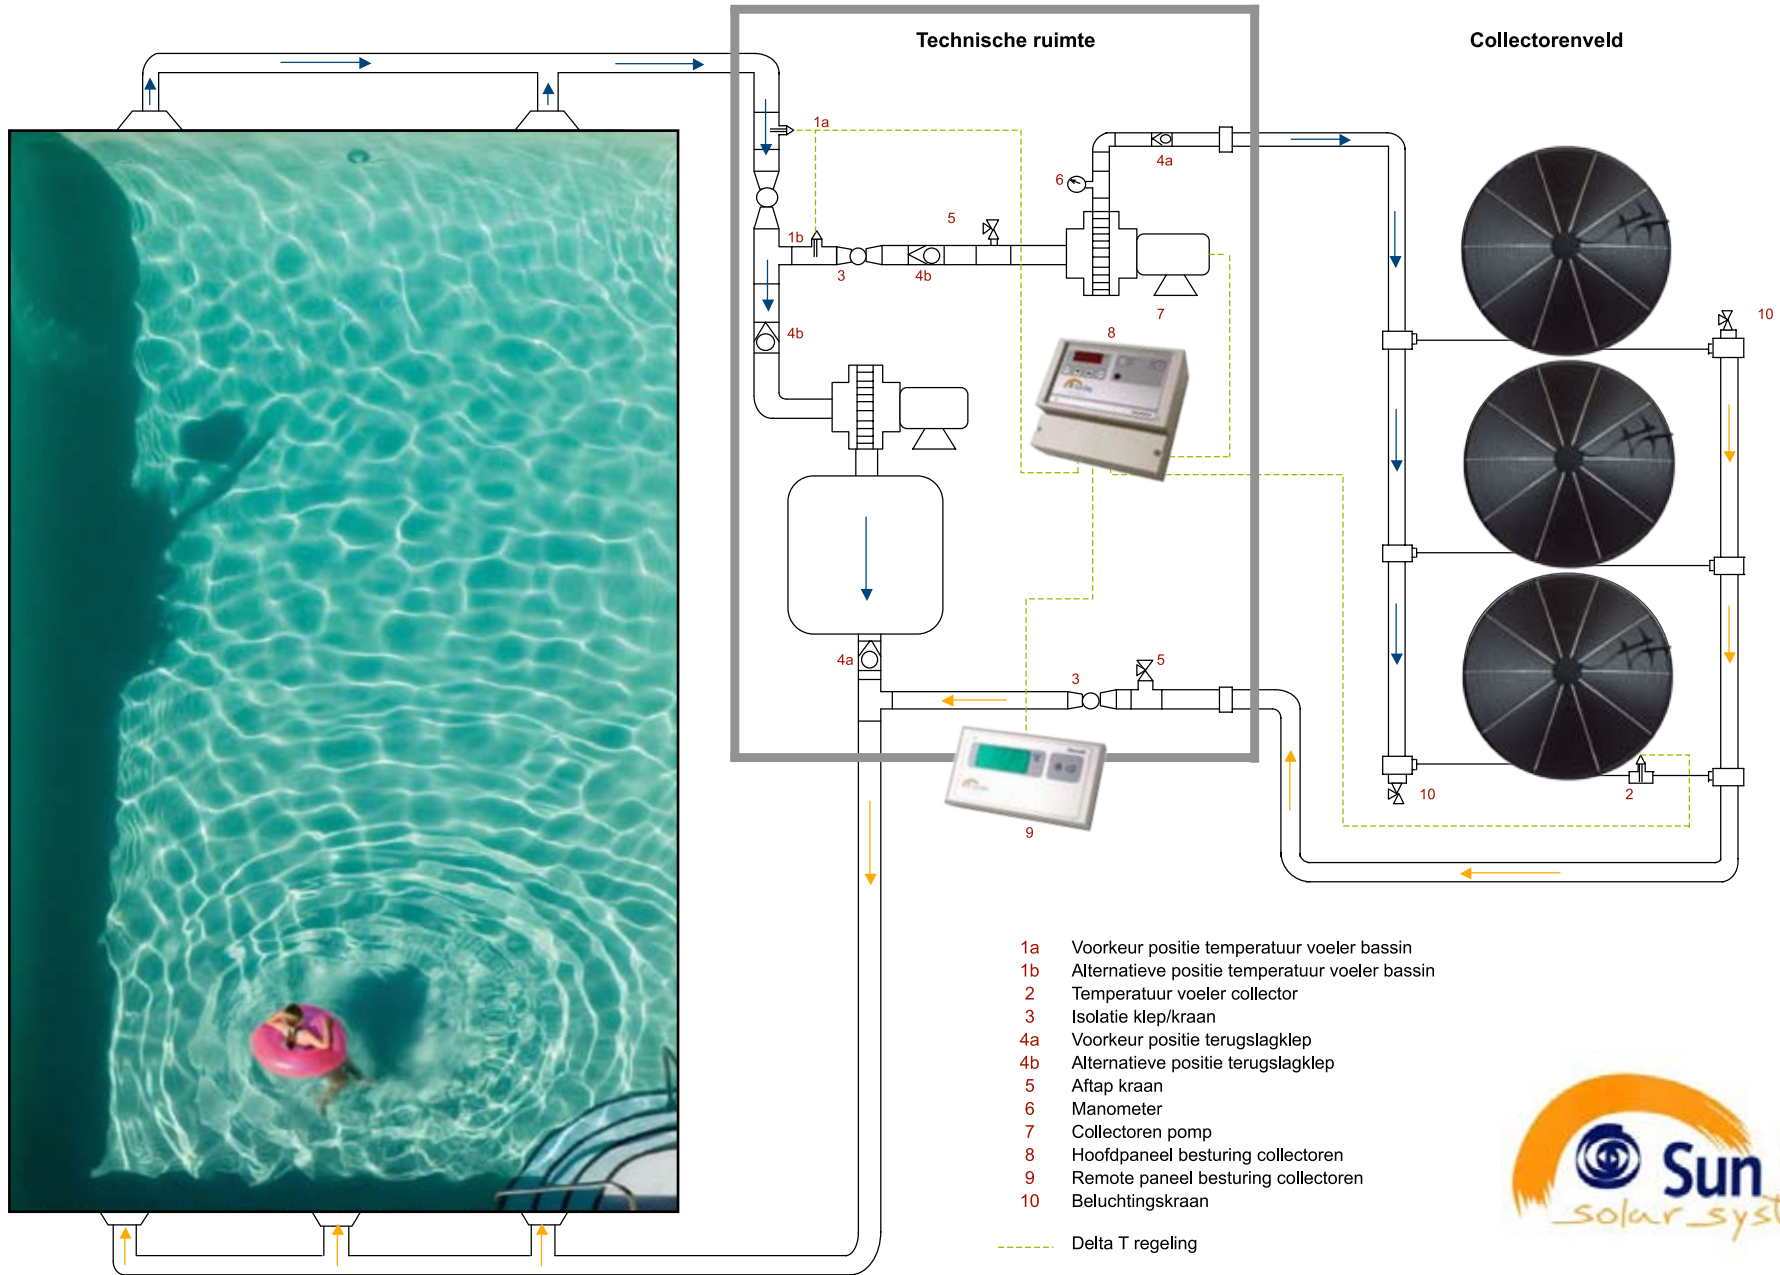 Technische ruimte
Collectorenveld
1a
4a
6
5
1b
3
4b
7
8
4b
10
4a
3
5
9
10
2
1a Voorkeur positie temperatuur voeler bassin
1b Alternatieve positie temperatuur voeler bassin
2 Temperatuur voeler collector
3 Isolatie klep/kraan
4a Voorkeur positie terugslagklep
4b Alternatieve positie terugslagklep
5 Aftap kraan
6 Manometer
7 Collectoren pomp
8 Hoofdpaneel besturing collectoren
9 Remote paneel besturing collectoren
10 Beluchtingskraan
Delta T regeling
Sun
solar syst